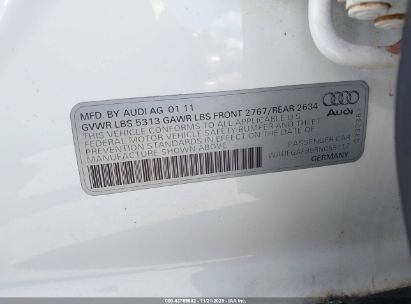 MFD BY AUDI AG 01 11
GVWR LBS 5313 GAWR LBS FRONT 2767/REAR 2634
THIS VEHICLE CONFORMS TO ALL APPLICABLE U.S.
FEDERAL MOTOR VEHICLE SAFETY BUMPER AND THEFT
PREVENTION STANDARDS IN EFFECT ON THE DATE OF
MANUFACTURE SHOWN ABOVE
PASSENGER CAR
GERMANY
Audi